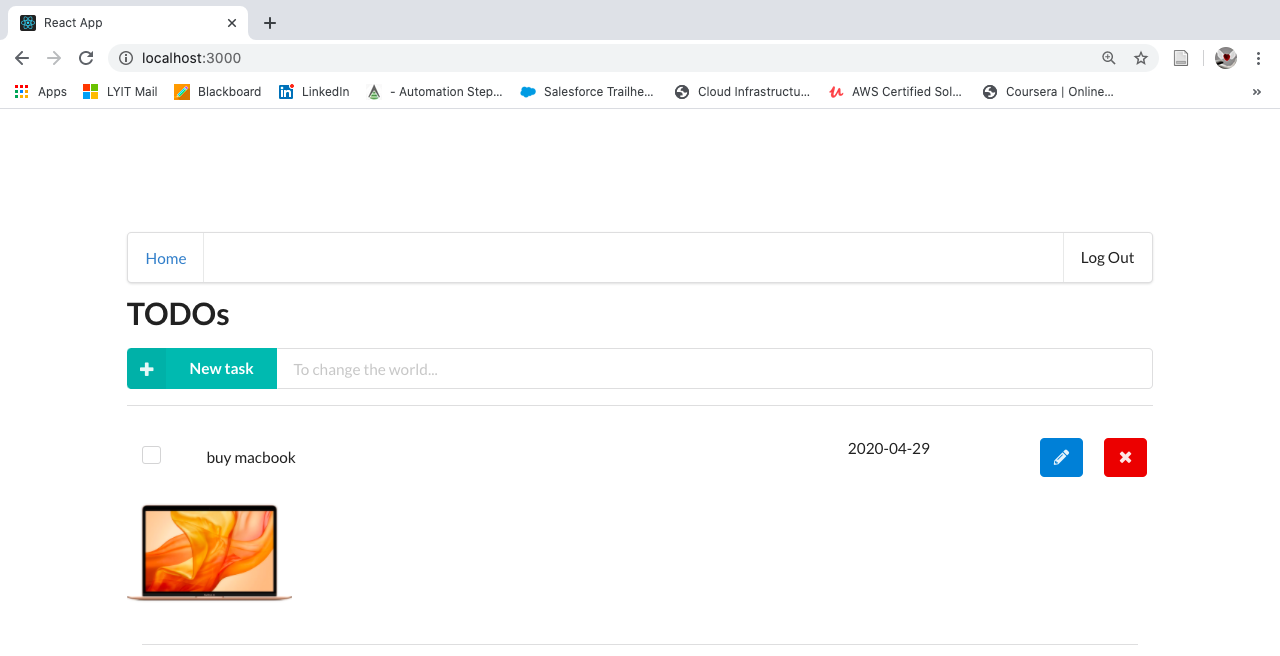 React App
localhost:3000
Apps LYIT Mail Blackboard LinkedIn - Automation Step... Salesforce Trailhe... Cloud Infrastructu... AWS Certified Sol... Coursera | Online... »
Home Log Out
TODOs
New task To change the world...
buy macbook 2020-04-29